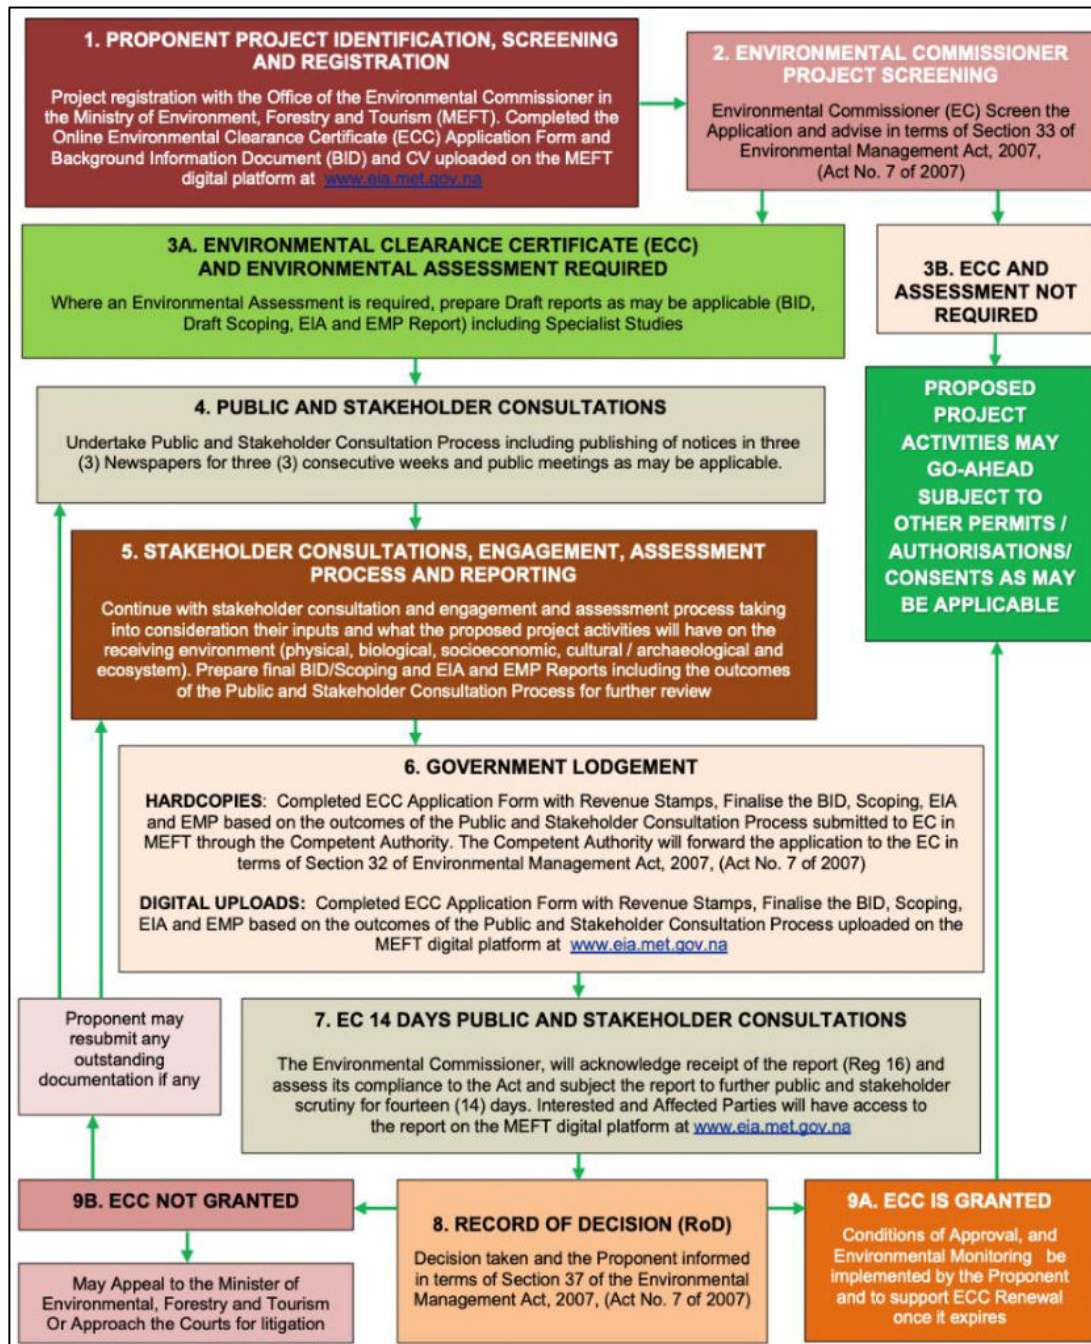 1. PROPONENT PROJECT IDENTIFICATION, SCREENING
AND REGISTRATION
Project registration with the Office of the Environmental Commissioner in
the Ministry of Environment, Forestry and Tourism (MEFT). Completed the
Online Environmental Clearance Certificate (ECC) Application Form and
Background Information Document (BID) and CV uploaded on the MEFT
digital platform at www.eia.met.gov.na
2. ENVIRONMENTAL COMMISSIONER
PROJECT SCREENING
Environmental Commissioner (EC) Screen the
Application and advise in terms of Section 33 of
Environmental Management Act, 2007,
(Act No. 7 of 2007)
3A. ENVIRONMENTAL CLEARANCE CERTIFICATE (ECC)
AND ENVIRONMENTAL ASSESSMENT REQUIRED
Where an Environmental Assessment is required, prepare Draft reports as may be applicable (BID,
Draft Scoping, EIA and EMP Report) including Specialist Studies
3B. ECC AND
ASSESSMENT NOT
REQUIRED
PROPOSED
PROJECT
ACTIVITIES MAY
GO-AHEAD
SUBJECT TO
OTHER PERMITS /
AUTHORISATIONS/
CONSENTS AS MAY
BE APPLICABLE
4. PUBLIC AND STAKEHOLDER CONSULTATIONS
Undertake Public and Stakeholder Consultation Process including publishing of notices in three
(3) Newspapers for three (3) consecutive weeks and public meetings as may be applicable.
5. STAKEHOLDER CONSULTATIONS, ENGAGEMENT, ASSESSMENT
PROCESS AND REPORTING
Continue with stakeholder consultation and engagement and assessment process taking
into consideration their inputs and what the proposed project activities will have on the
receiving environment (physical, biological, socioeconomic, cultural / archaeological and
ecosystem). Prepare final BID/Scoping and EIA and EMP Reports including the outcomes
of the Public and Stakeholder Consultation Process for further review
6. GOVERNMENT LODGEMENT
HARDCOPIES: Completed ECC Application Form with Revenue Stamps, Finalise the BID, Scoping, EIA
and EMP based on the outcomes of the Public and Stakeholder Consultation Process submitted to EC in
MEFT through the Competent Authority. The Competent Authority will forward the application to the EC in
terms of Section 32 of Environmental Management Act, 2007, (Act No. 7 of 2007)
DIGITAL UPLOADS: Completed ECC Application Form with Revenue Stamps, Finalise the BID, Scoping,
EIA and EMP based on the outcomes of the Public and Stakeholder Consultation Process uploaded on the
MEFT digital platform at www.eia.met.gov.na
Proponent may
resubmit any
outstanding
documentation if any
7. EC 14 DAYS PUBLIC AND STAKEHOLDER CONSULTATIONS
The Environmental Commissioner, will acknowledge receipt of the report (Reg 16) and
assess its compliance to the Act and subject the report to further public and stakeholder
scrutiny for fourteen (14) days. Interested and Affected Parties will have access to
the report on the MEFT digital platform at www.eia.met.gov.na
9B. ECC NOT GRANTED
May Appeal to the Minister of
Environmental, Forestry and Tourism
Or Approach the Courts for litigation
8. RECORD OF DECISION (RoD)
Decision taken and the Proponent informed
in terms of Section 37 of the Environmental
Management Act, 2007, (Act No. 7 of 2007)
9A. ECC IS GRANTED
Conditions of Approval, and
Environmental Monitoring be
implemented by the Proponent
and to support ECC Renewal
once it expires